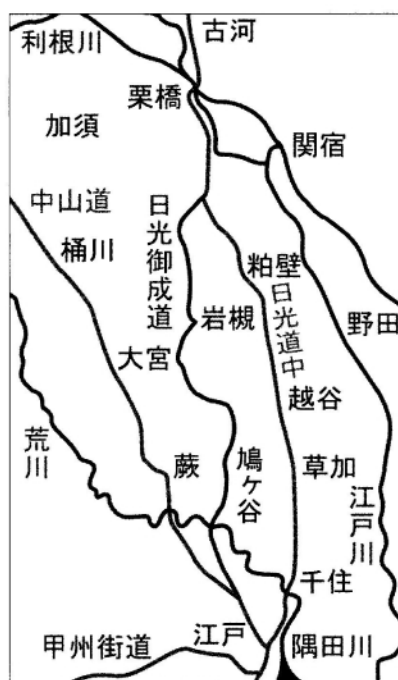 利根川
古河
栗橋
加須
関宿
中山道
桶川
日光御成道
粕壁
日光道中
岩槻
野田
大宮
越谷
荒川
蕨
鳩ヶ谷
草加
江戸川
千住
江戸
隅田川
甲州街道